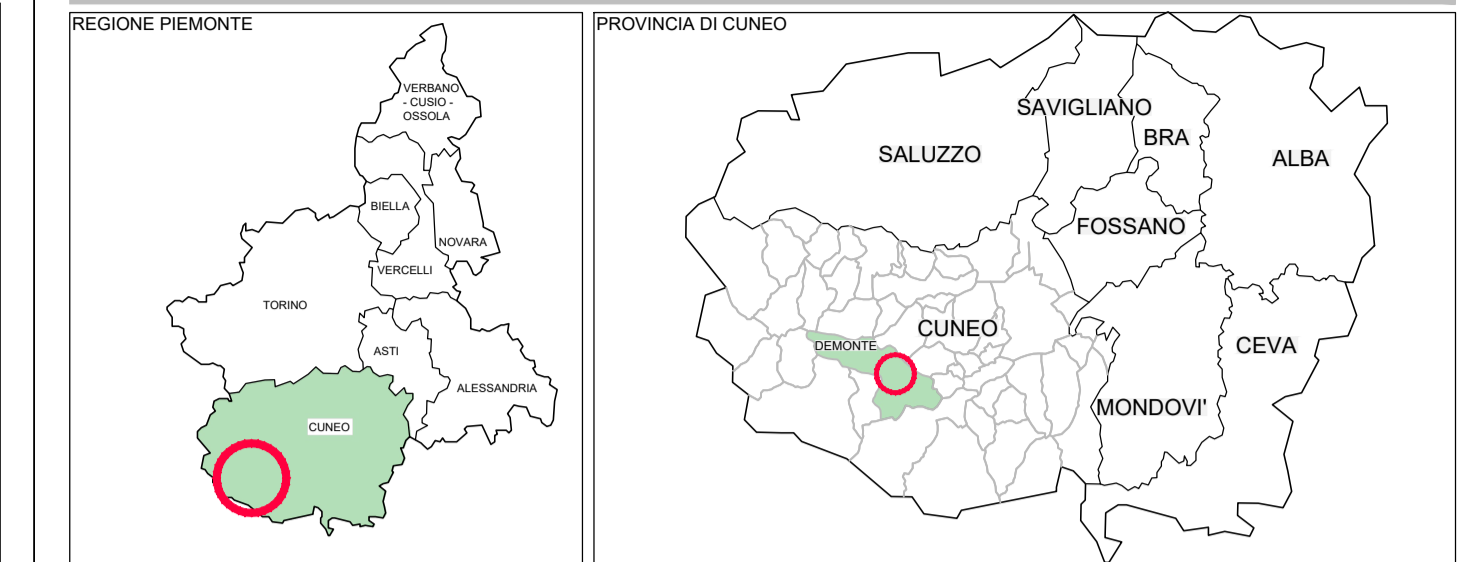 REGIONE PIEMONTE
VERBANO
- CUSIO -
OSSOLA
BIELLA
NOVARA
VERCELLI
TORINO
ASTI
ALESSANDRIA
CUNEO
PROVINCIA DI CUNEO
SAVIGLIANO
BRA
SALUZZO
ALBA
FOSSANO
CUNEO
DEMONTE
CEVA
MONDOVI'